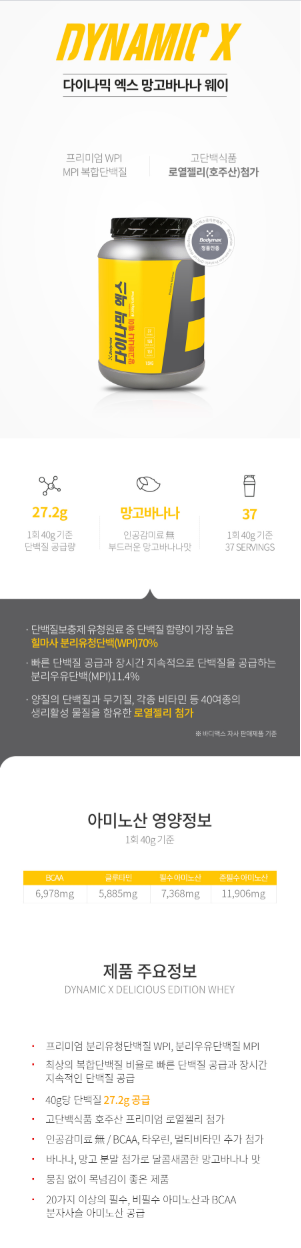 DYNAMIC X
다이나믹 엑스 망고바나나 웨이
프리미엄 WPI
MPI 복합단백질
고단백식품
로열젤리(호주산)첨가
Bodymax
다이나믹 엑스
망고바나나 웨이
27.2g
1회 40g 기준
단백질 공급량
망고바나나
인공감미료 無
부드러운 망고바나나맛
37
1회 40g 기준
37 SERVINGS
· 단백질보충제 유청원료 중 단백질 함량이 가장 높은
힐마사 분리유청단백(WPI)70%
· 빠른 단백질 공급과 장시간 지속적으로 단백질을 공급하는
분리우유단백(MPI)11.4%
· 양질의 단백질과 무기질, 각종 비타민 등 40여종의
생리활성 물질을 함유한 로열젤리 첨가
※ 바디맥스 자사 판매제품 기준
아미노산 영양정보
1회 40g 기준
BCAA 글루타민 필수 아미노산 준필수 아미노산
6,978mg 5,885mg 7,368mg 11,906mg
제품 주요정보
DYNAMIC X DELICIOUS EDITION WHEY
· 프리미엄 분리유청단백질 WPI, 분리우유단백질 MPI
· 최상의 복합단백질 비율로 빠른 단백질 공급과 장시간
지속적인 단백질 공급
· 40g당 단백질 27.2g 공급
· 고단백식품 호주산 프리미엄 로열젤리 첨가
· 인공감미료 無 / BCAA, 타우린, 멀티비타민 추가 첨가
· 바나나, 망고 분말 첨가로 달콤새콤한 망고바나나 맛
· 뭉침 없이 목넘김이 좋은 제품
· 20가지 이상의 필수, 비필수 아미노산과 BCAA
분자사슬 아미노산 공급